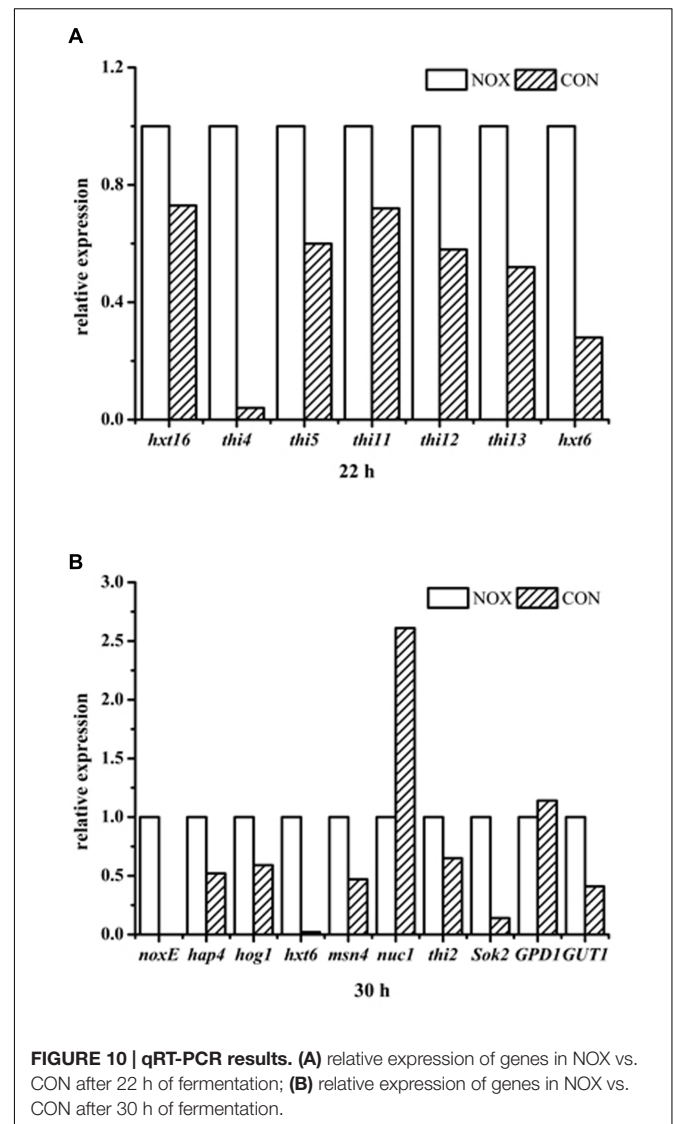 A
NOX CON
1.2
0.8
0.4
0.0
relative expression
hxt16 thi4 thi5 thi11 thi12 thi13 hxt6
22 h
B
NOX CON
3.0
2.5
2.0
1.5
1.0
0.5
0.0
relative expression
noxE hap4 hog1 hxt6 msn4 nuc1 thi2 Sok2 GPD1 GUT1
30 h
FIGURE 10 | qRT-PCR results. (A) relative expression of genes in NOX vs.
CON after 22 h of fermentation; (B) relative expression of genes in NOX vs.
CON after 30 h of fermentation.